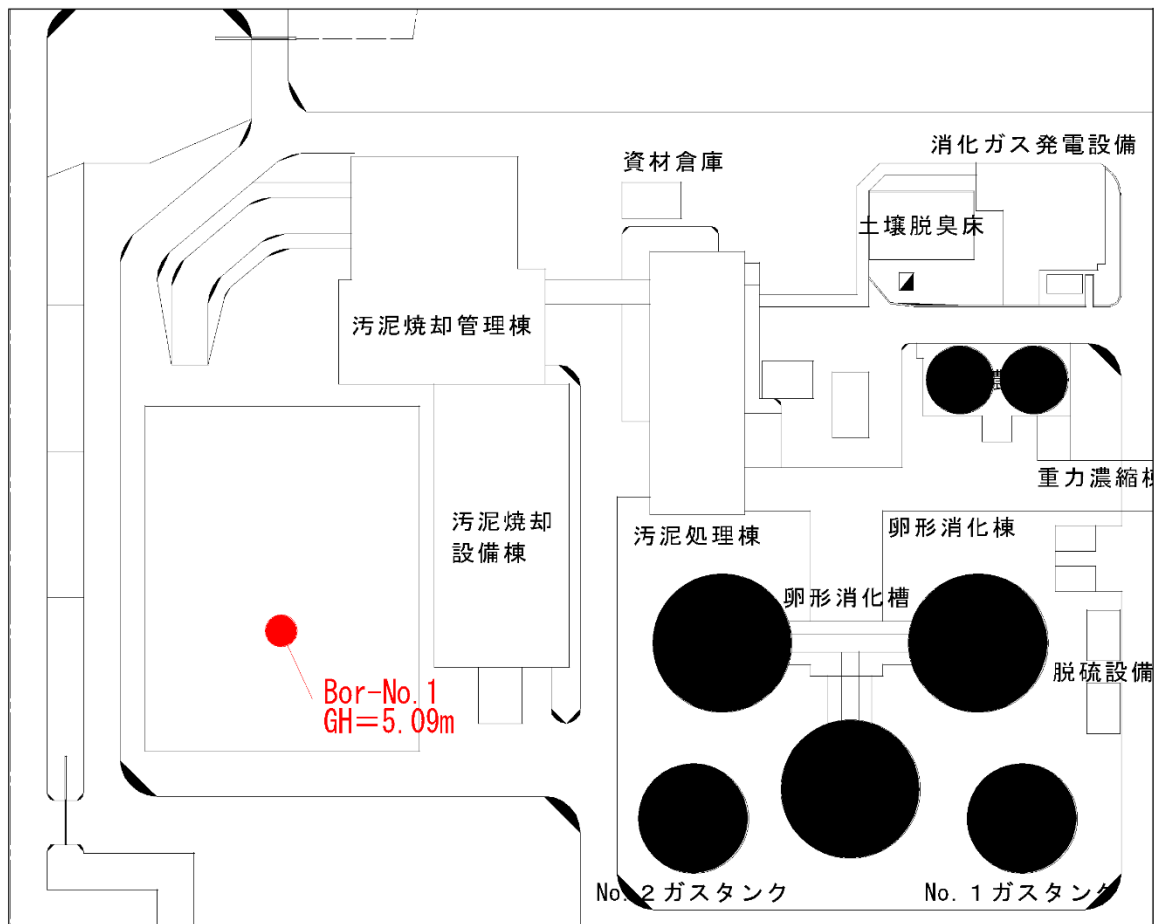 消化ガス発電設備
資材倉庫
土壌脱臭床
汚泥焼却管理棟
重力濃縮
汚泥焼却
設備棟
汚泥処理棟
卵形消化棟
卵形消化槽
脱硫設備
Bor-No.1
GH=5.09m
No.2ガスタンク
No.1ガスタンク